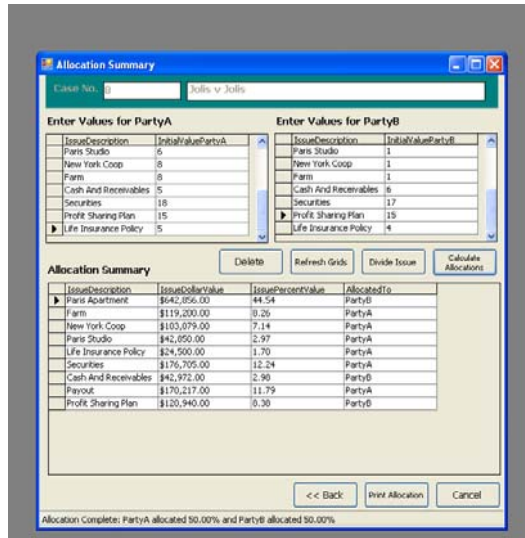 Allocation Summary
Case No. 8 Jolis v Jolis
Enter Values for PartyA
IssueDescription InitialValuePartyA
Paris Studio 6
New York Coop 8
Farm 8
Cash And Receivables 5
Securities 18
Profit Sharing Plan 15
Life Insurance Policy 5
Enter Values for PartyB
IssueDescription InitialValuePartyB
Paris Studio 1
New York Coop 1
Farm 1
Cash And Receivables 6
Securities 17
Profit Sharing Plan 15
Life Insurance Policy 4
Delete Refresh Grids Divide Issue Calculate Allocations
Allocation Summary
IssueDescription IssueDollarValue IssuePercentValue AllocatedTo
Paris Apartment $642,856.00 44.54 PartyB
Farm $119,200.00 8.26 PartyA
New York Coop $103,079.00 7.14 PartyA
Paris Studio $42,850.00 2.97 PartyA
Life Insurance Policy $24,500.00 1.70 PartyA
Securities $176,705.00 12.24 PartyA
Cash And Receivables $42,972.00 2.98 PartyB
Payout $170,217.00 11.79 PartyA
Profit Sharing Plan $120,940.00 8.38 PartyB
<< Back Print Allocation Cancel
Allocation Complete: PartyA allocated 50.00% and PartyB allocated 50.00%